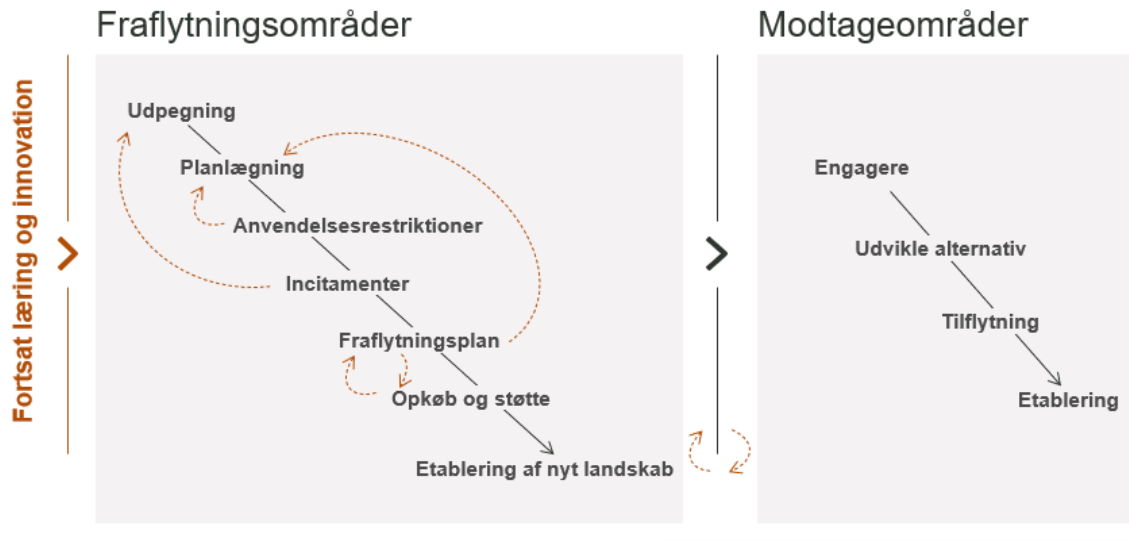 Fraflytningsområder
Modtageområder
Fortsat læring og innovation
Udpegning
Planlægning
Anvendelsesrestriktioner
Incitamenter
Fraflytningsplan
Opkøb og støtte
Etablering af nyt landskab
Engagere
Udvikle alternativ
Tilflytning
Etablering